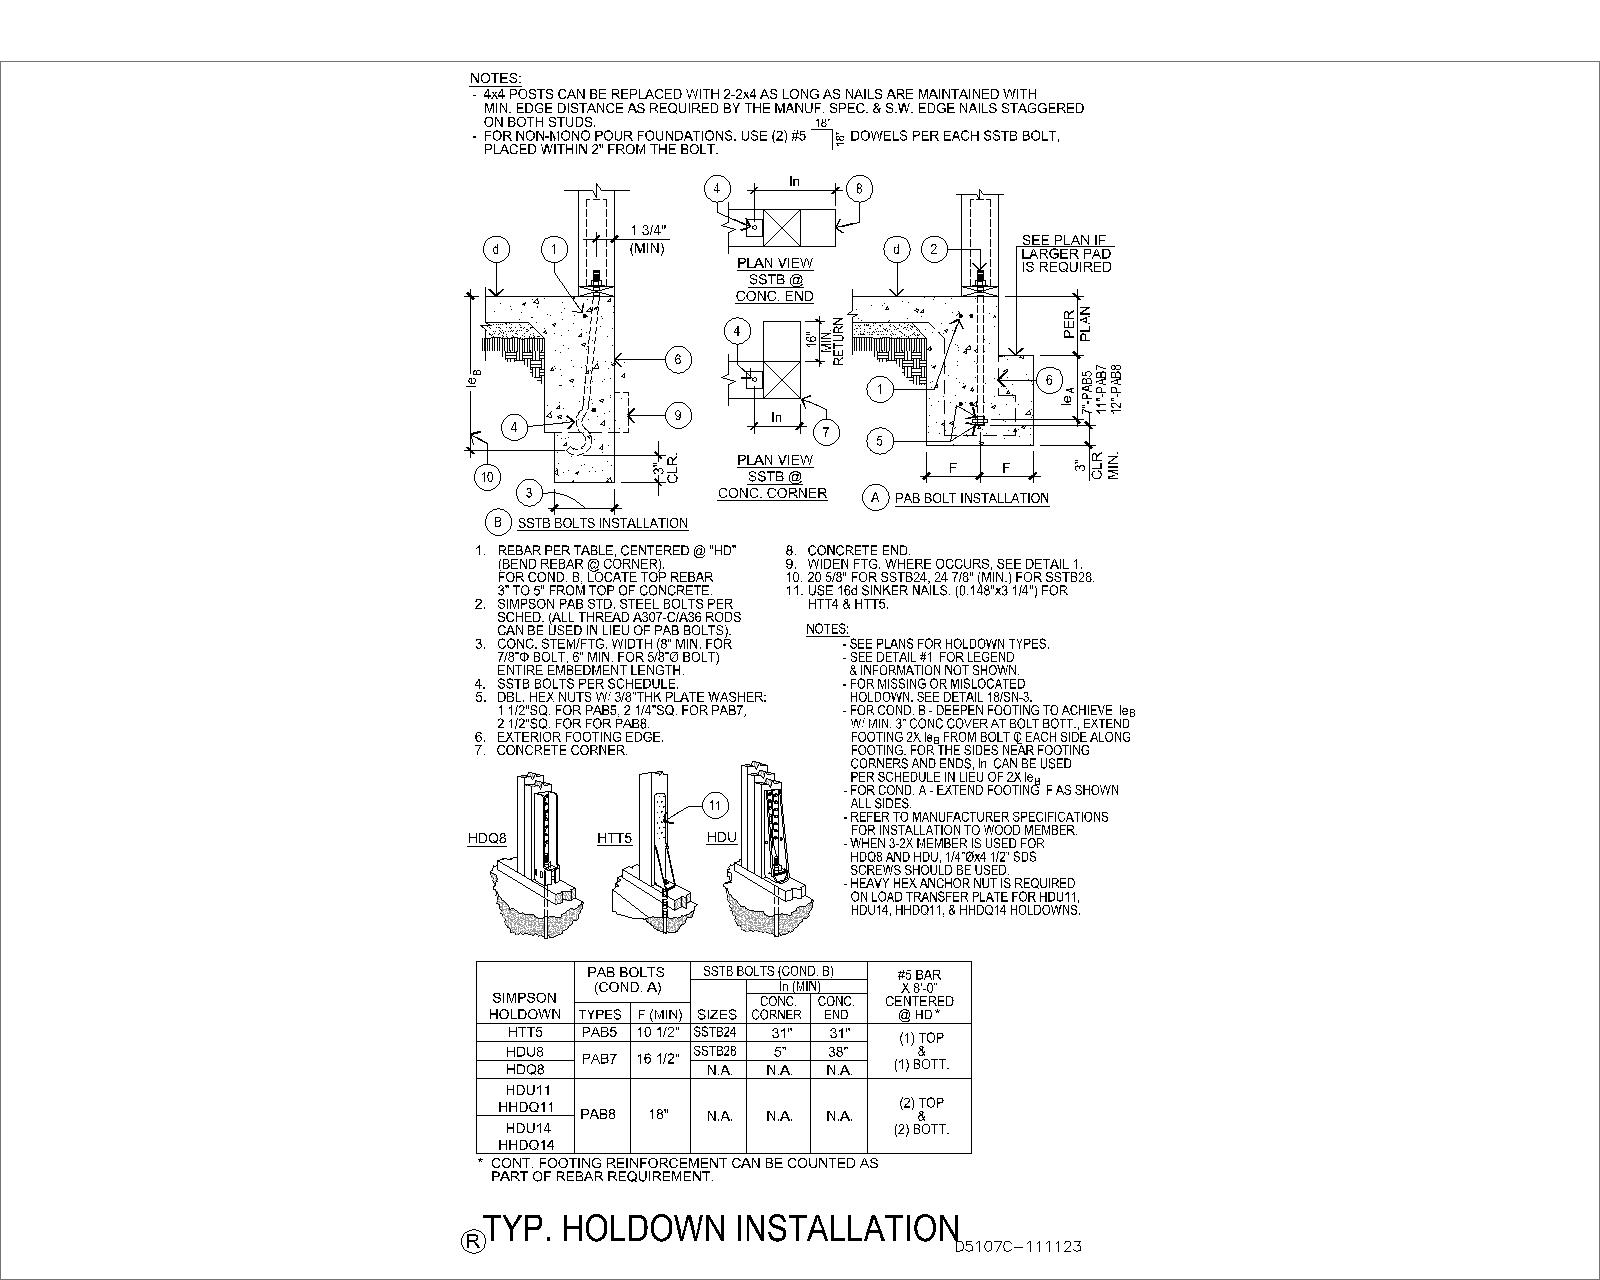 NOTES:
- 4x4 POSTS CAN BE REPLACED WITH 2-2x4 AS LONG AS NAILS ARE MAINTAINED WITH
MIN. EDGE DISTANCE AS REQUIRED BY THE MANUF. SPEC. & S.W. EDGE NAILS STAGGERED
ON BOTH STUDS.
- FOR NON-MONO POUR FOUNDATIONS. USE (2) #5 18" 18" DOWELS PER EACH SSTB BOLT,
PLACED WITHIN 2" FROM THE BOLT.
d
1
1 3/4"
(MIN)
le B
6
4
9
10
3" CLR.
3
B SSTB BOLTS INSTALLATION
4
ln
8
PLAN VIEW
SSTB @
CONC. END
4
16" MIN. RETURN
ln
7
PLAN VIEW
SSTB @
CONC. CORNER
d
2
SEE PLAN IF
LARGER PAD
IS REQUIRED
PER PLAN
1
6
le A
7"-PAB5
11"-PAB7
12"-PAB8
5
F
F
3" CLR MIN.
A PAB BOLT INSTALLATION
1. REBAR PER TABLE, CENTERED @ "HD"
(BEND REBAR @ CORNER).
FOR COND. B, LOCATE TOP REBAR
3" TO 5" FROM TOP OF CONCRETE.
2. SIMPSON PAB STD. STEEL BOLTS PER
SCHED. (ALL THREAD A307-C/A36 RODS
CAN BE USED IN LIEU OF PAB BOLTS).
3. CONC. STEM/FTG. WIDTH (8" MIN. FOR
7/8"Φ BOLT, 6" MIN. FOR 5/8"Ø BOLT)
ENTIRE EMBEDMENT LENGTH.
4. SSTB BOLTS PER SCHEDULE.
5. DBL. HEX NUTS W/ 3/8"THK PLATE WASHER:
1 1/2"SQ. FOR PAB5, 2 1/4"SQ. FOR PAB7,
2 1/2"SQ. FOR FOR PAB8.
6. EXTERIOR FOOTING EDGE.
7. CONCRETE CORNER.
8. CONCRETE END.
9. WIDEN FTG. WHERE OCCURS, SEE DETAIL 1.
10. 20 5/8" FOR SSTB24, 24 7/8" (MIN.) FOR SSTB28.
11. USE 16d SINKER NAILS. (0.148"x3 1/4") FOR
HTT4 & HTT5.
NOTES:
- SEE PLANS FOR HOLDOWN TYPES.
- SEE DETAIL #1 FOR LEGEND
& INFORMATION NOT SHOWN.
- FOR MISSING OR MISLOCATED
HOLDOWN. SEE DETAIL 18/SN-3.
- FOR COND. B - DEEPEN FOOTING TO ACHIEVE leB
W/ MIN. 3" CONC COVER AT BOLT BOTT., EXTEND
FOOTING 2X leB FROM BOLT ℄ EACH SIDE ALONG
FOOTING. FOR THE SIDES NEAR FOOTING
CORNERS AND ENDS, ln CAN BE USED
PER SCHEDULE IN LIEU OF 2X leB
- FOR COND. A - EXTEND FOOTING F AS SHOWN
ALL SIDES.
- REFER TO MANUFACTURER SPECIFICATIONS
FOR INSTALLATION TO WOOD MEMBER.
- WHEN 3-2X MEMBER IS USED FOR
HDQ8 AND HDU, 1/4"Øx4 1/2" SDS
SCREWS SHOULD BE USED.
- HEAVY HEX ANCHOR NUT IS REQUIRED
ON LOAD TRANSFER PLATE FOR HDU11,
HDU14, HHDQ11, & HHDQ14 HOLDOWNS.
HDQ8
HTT5
11
HDU
SIMPSON HOLDOWN
PAB BOLTS (COND. A)
SSTB BOLTS (COND. B)
#5 BAR X 8'-0" CENTERED @ HD *
TYPES F (MIN) SIZES
ln (MIN)
CONC. CORNER CONC. END
HTT5 PAB5 10 1/2" SSTB24 31" 31" (1) TOP & (1) BOTT.
HDU8 PAB7 16 1/2" SSTB28 5" 38"
HDQ8 N.A. N.A. N.A.
HDU11
HHDQ11
PAB8 18" N.A. N.A. N.A. (2) TOP & (2) BOTT.
HDU14
HHDQ14
* CONT. FOOTING REINFORCEMENT CAN BE COUNTED AS
PART OF REBAR REQUIREMENT.
R TYP. HOLDOWN INSTALLATION
D5107C-111123